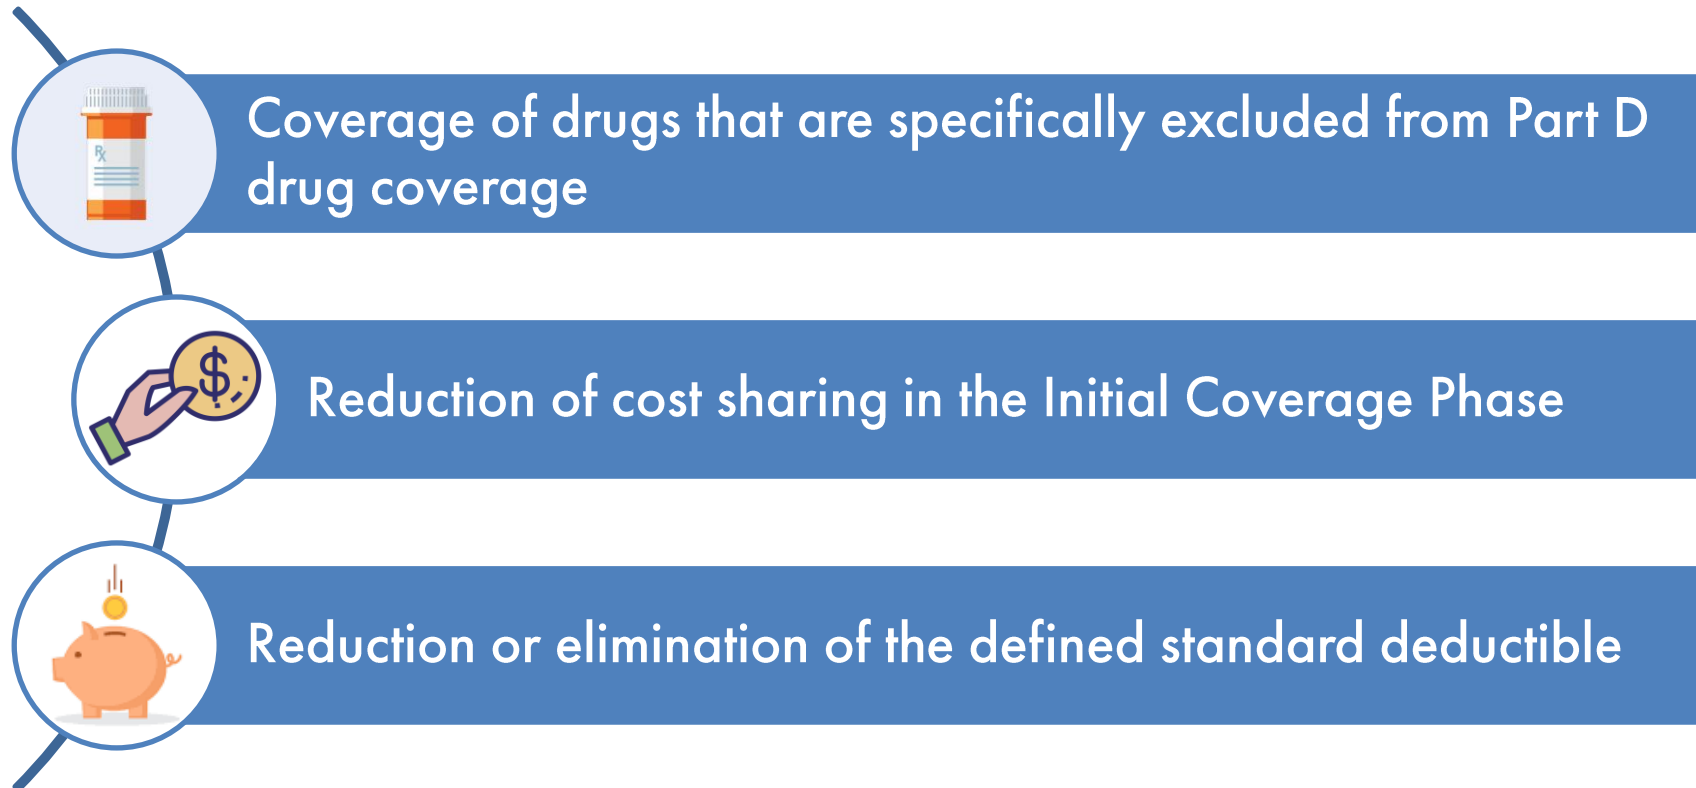 Coverage of drugs that are specifically excluded from Part D
drug coverage
Rx
$
Reduction of cost sharing in the Initial Coverage Phase
Reduction or elimination of the defined standard deductible